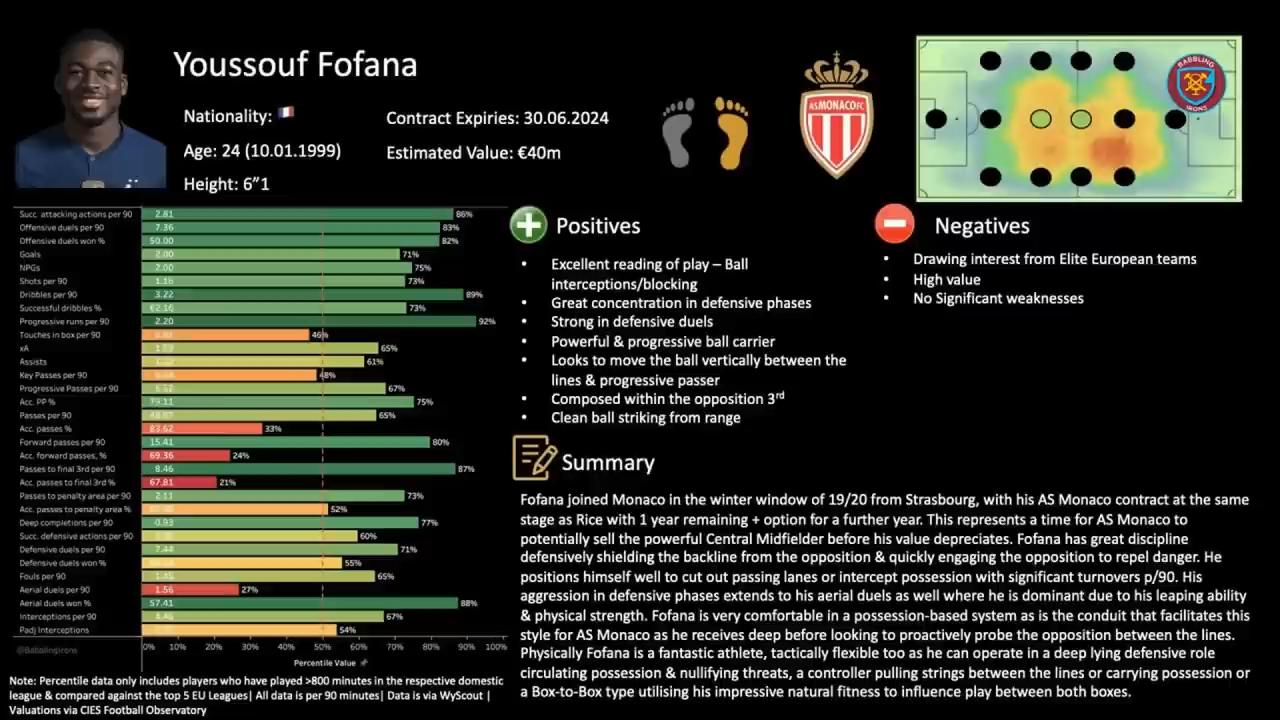 Youssouf Fofana
Nationality:
Contract Expires: 30.06.2024
Age: 24 (10.01.1999)
Estimated Value: €40m
Height: 6”1
AS MONACO FC
BABBLING
IRONS
Succ. attacking actions per 90 2.81 86%
Offensive duels per 90 7.36 83%
Offensive duels won % 50.00 82%
Goals 2.00 71%
NPGs 2.00 75%
Shots per 90 1.16 73%
Dribbles per 90 3.22 89%
Successful dribbles % 62.16 73%
Progressive runs per 90 2.20 92%
Touches in box per 90 46%
xA 65%
Assists 61%
Key Passes per 90 48%
Progressive Passes per 90 67%
Acc. PP % 79.11 75%
Passes per 90 65%
Acc. passes % 83.62 33%
Forward passes per 90 15.41 80%
Acc. forward passes, % 69.36 24%
Passes to final 3rd per 90 8.46 87%
Acc. passes to final 3rd % 67.81 21%
Passes to penalty area per 90 2.11 73%
Acc. passes to penalty area % 52%
Deep completions per 90 0.93 77%
Succ. defensive actions per 90 60%
Defensive duels per 90 7.44 71%
Defensive duels won % 55%
Fouls per 90 65%
Aerial duels per 90 1.56 27%
Aerial duels won % 57.41 88%
Interceptions per 90 67%
Padj Interceptions 54%
0% 10% 20% 30% 40% 50% 60% 70% 80% 90% 100%
@BabblingIrons
Percentile Value
Note: Percentile data only includes players who have played >800 minutes in the respective domestic
league & compared against the top 5 EU Leagues| All data is per 90 minutes| Data is via WyScout |
Valuations via CIES Football Observatory
Positives
• Excellent reading of play – Ball
interceptions/blocking
• Great concentration in defensive phases
• Strong in defensive duels
• Powerful & progressive ball carrier
• Looks to move the ball vertically between the
lines & progressive passer
• Composed within the opposition 3rd
• Clean ball striking from range
Negatives
• Drawing interest from Elite European teams
• High value
• No Significant weaknesses
Summary
Fofana joined Monaco in the winter window of 19/20 from Strasbourg, with his AS Monaco contract at the same
stage as Rice with 1 year remaining + option for a further year. This represents a time for AS Monaco to
potentially sell the powerful Central Midfielder before his value depreciates. Fofana has great discipline
defensively shielding the backline from the opposition & quickly engaging the opposition to repel danger. He
positions himself well to cut out passing lanes or intercept possession with significant turnovers p/90. His
aggression in defensive phases extends to his aerial duels as well where he is dominant due to his leaping ability
& physical strength. Fofana is very comfortable in a possession-based system as is the conduit that facilitates this
style for AS Monaco as he receives deep before looking to proactively probe the opposition between the lines.
Physically Fofana is a fantastic athlete, tactically flexible too as he can operate in a deep lying defensive role
circulating possession & nullifying threats, a controller pulling strings between the lines or carrying possession or
a Box-to-Box type utilising his impressive natural fitness to influence play between both boxes.